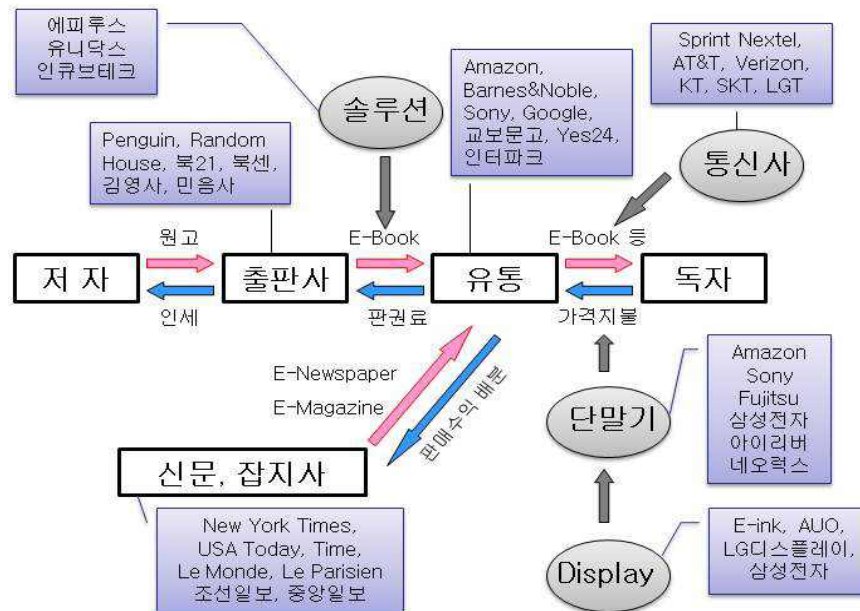 에피루스
유니닥스
인큐브테크
솔루션
Amazon,
Barnes&Noble,
Sony, Google,
교보문고, Yes24,
인터파크
Sprint Nextel,
AT&T, Verizon,
KT, SKT, LGT
통신사
Penguin, Random
House, 북21, 북센,
김영사, 민음사
원고
E-Book
E-Book 등
저 자
출판사
유통
독자
인세
판권료
가격지불
E-Newspaper
E-Magazine
판매수익 배분
단말기
Amazon
Sony
Fujitsu
삼성전자
아이리버
네오럭스
신문, 잡지사
New York Times,
USA Today, Time,
Le Monde, Le Parisien
조선일보, 중앙일보
Display
E-ink, AUO,
LG디스플레이,
삼성전자